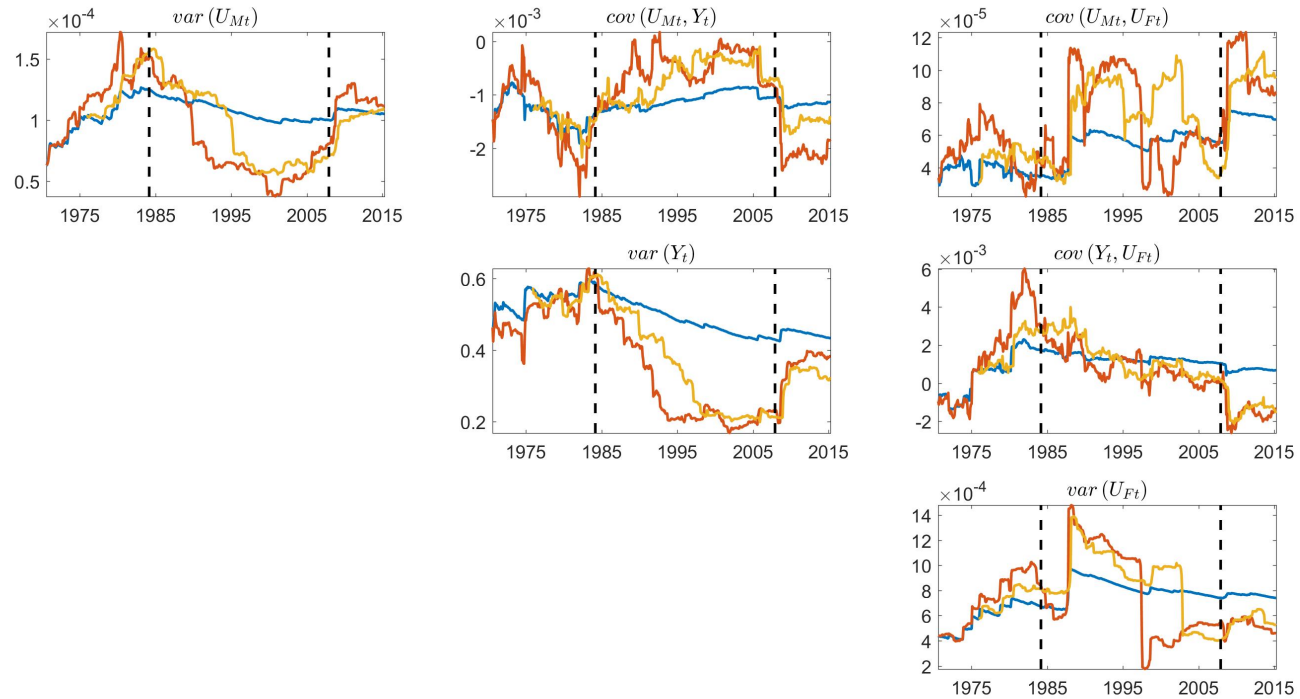 ×10⁻⁴ var (U_Mt)
1.5
1
0.5
1975 1985 1995 2005 2015
×10⁻³ cov (U_Mt, Y_t)
0
-1
-2
1975 1985 1995 2005 2015
×10⁻⁵ cov (U_Mt, U_Ft)
12
10
8
6
4
1975 1985 1995 2005 2015
var (Y_t)
0.6
0.4
0.2
1975 1985 1995 2005 2015
×10⁻³ cov (Y_t, U_Ft)
6
4
2
0
-2
1975 1985 1995 2005 2015
×10⁻⁴ var (U_Ft)
14
12
10
8
6
4
2
1975 1985 1995 2005 2015